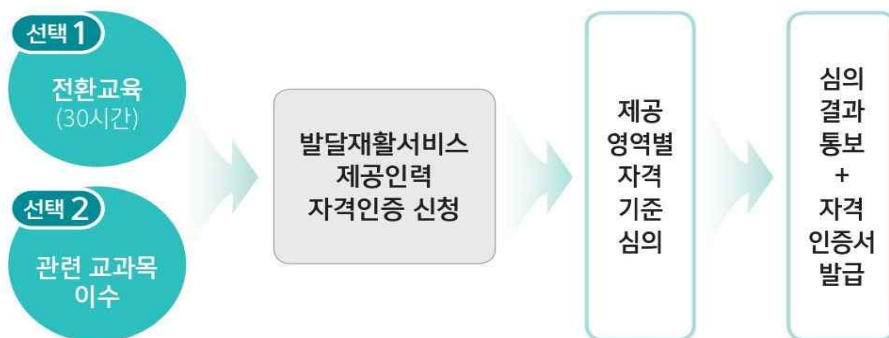 선택 1
전환교육
(30시간)
선택 2
관련 교과목
이수
발달재활서비스
제공인력
자격인증 신청
제공
영역별
자격
기준
심의
심의
결과
통보
+
자격
인증서
발급